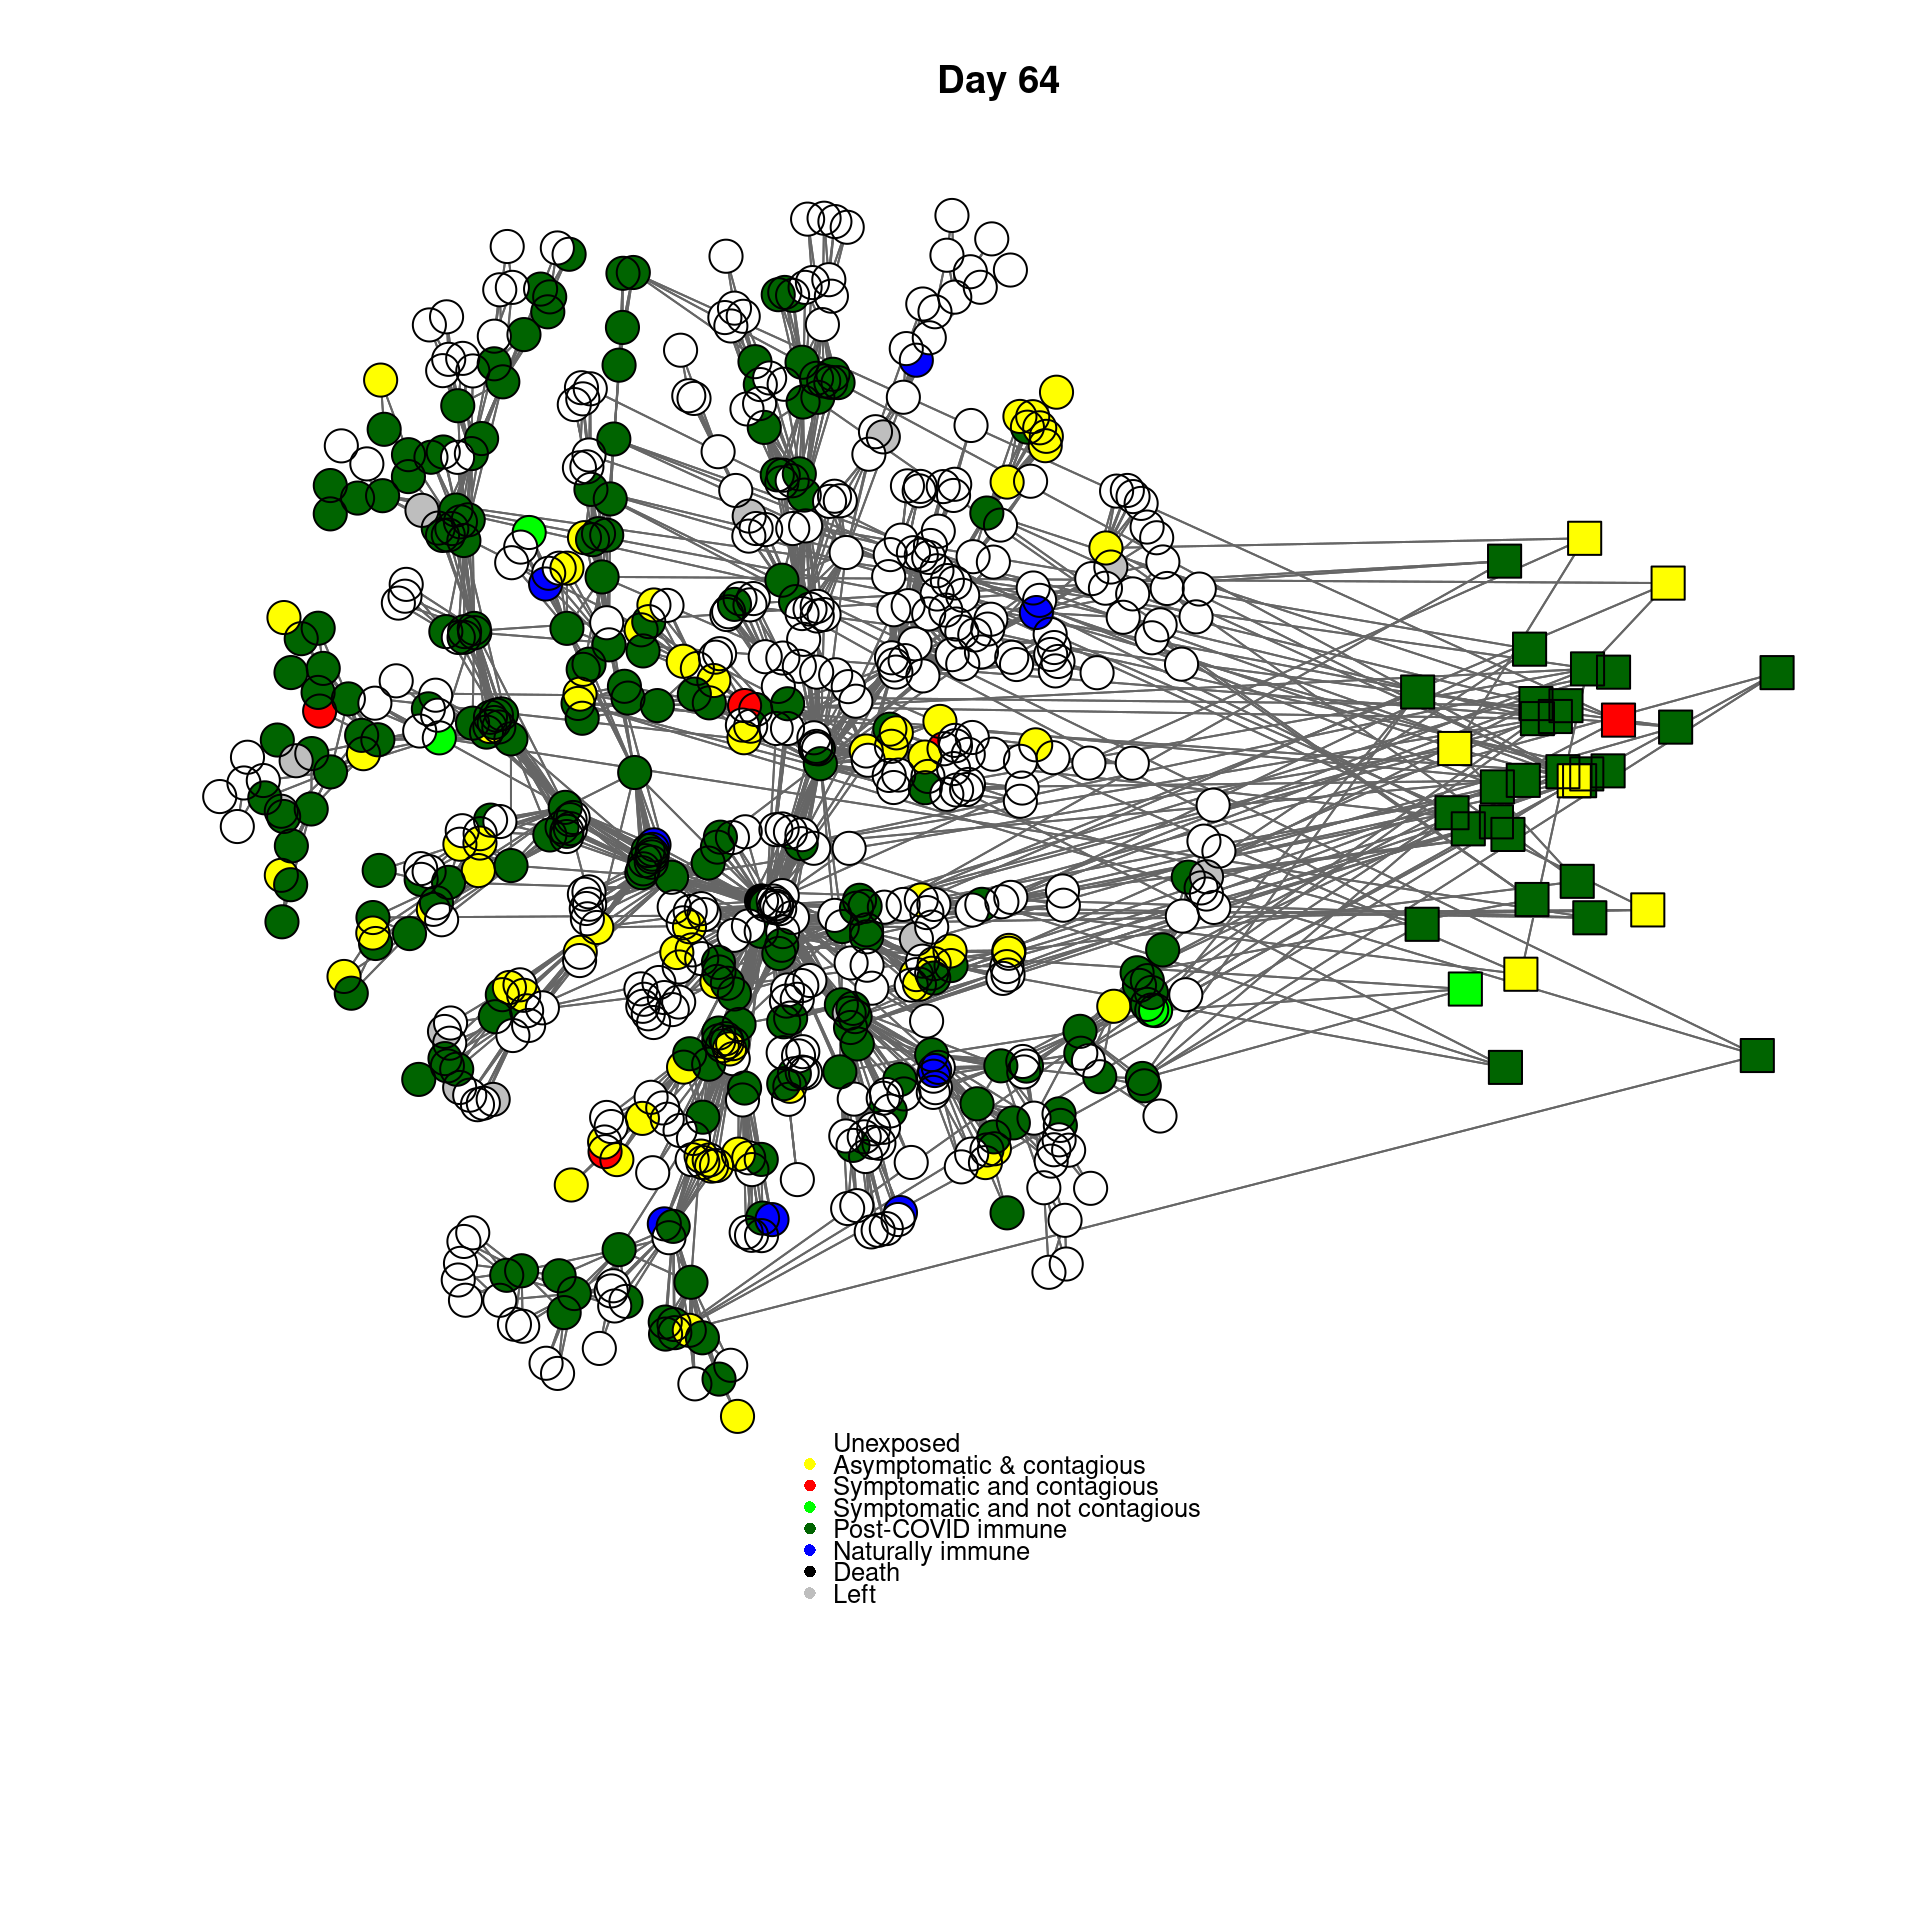 Day 64
Unexposed
Asymptomatic & contagious
Symptomatic and contagious
Symptomatic and not contagious
Post-COVID immune
Naturally immune
Death
Left